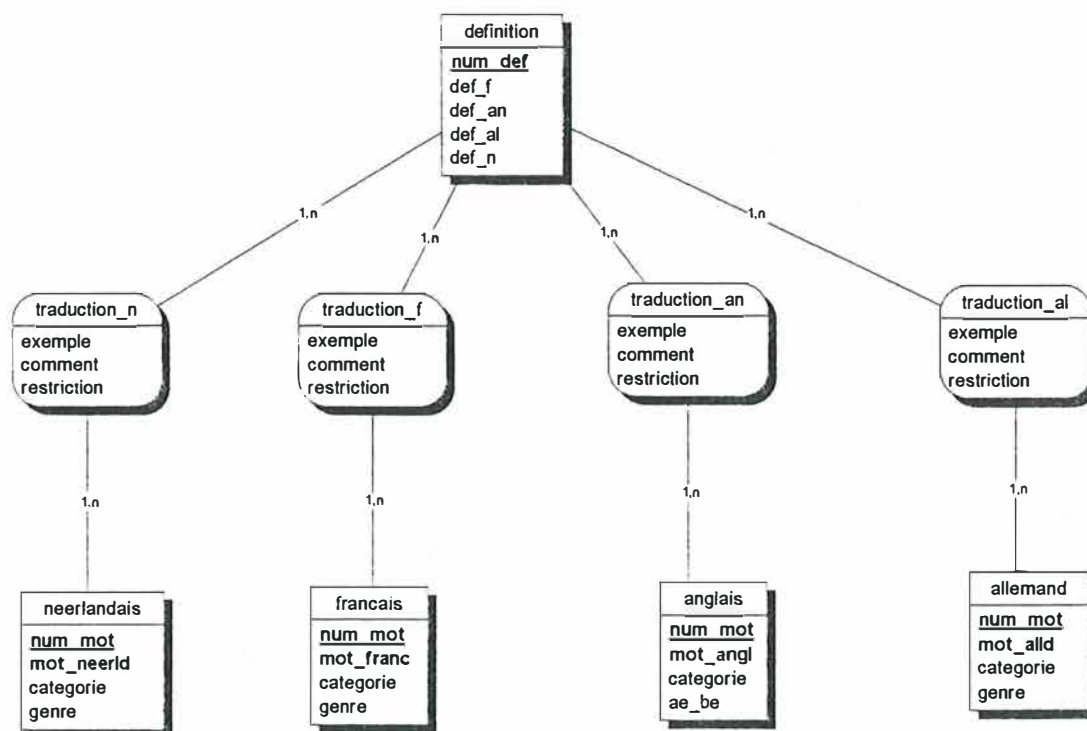 definition
num_def
def_f
def_an
def_al
def_n
1,n
1,n
1,n
1,n
traduction_n
exemple
comment
restriction
traduction_f
exemple
comment
restriction
traduction_an
exemple
comment
restriction
traduction_al
exemple
comment
restriction
1,n
1,n
1,n
1,n
neerlandais
num_mot
mot_neerld
categorie
genre
francais
num_mot
mot_franc
categorie
genre
anglais
num_mot
mot_angl
categorie
ae_be
allemand
num_mot
mot_alld
categorie
genre